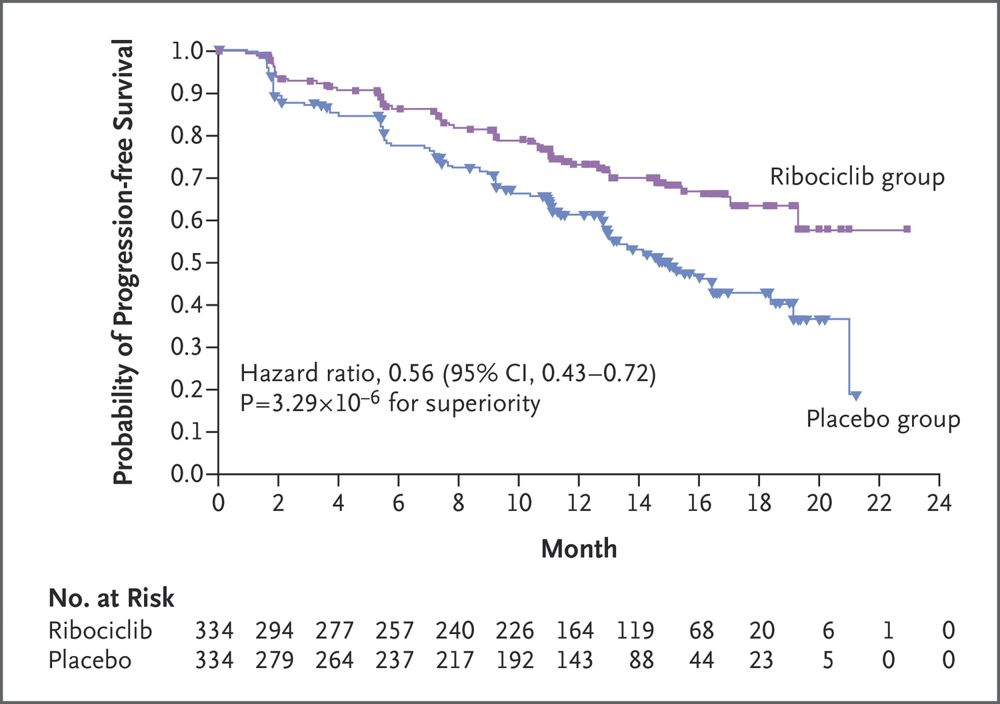 Probability of Progression-free Survival
1.0
0.9
0.8
0.7
0.6
0.5
0.4
0.3
0.2
0.1
0.0
Ribociclib group
Hazard ratio, 0.56 (95% CI, 0.43–0.72)
P=3.29×10⁻⁶ for superiority
Placebo group
0 2 4 6 8 10 12 14 16 18 20 22 24
Month
No. at Risk
Ribociclib 334 294 277 257 240 226 164 119 68 20 6 1 0
Placebo 334 279 264 237 217 192 143 88 44 23 5 0 0